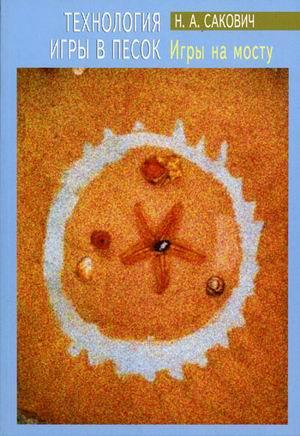 ТЕХНОЛОГИЯ
ИГРЫ В ПЕСОК
Н. А. САКОВИЧ
Игры на мосту